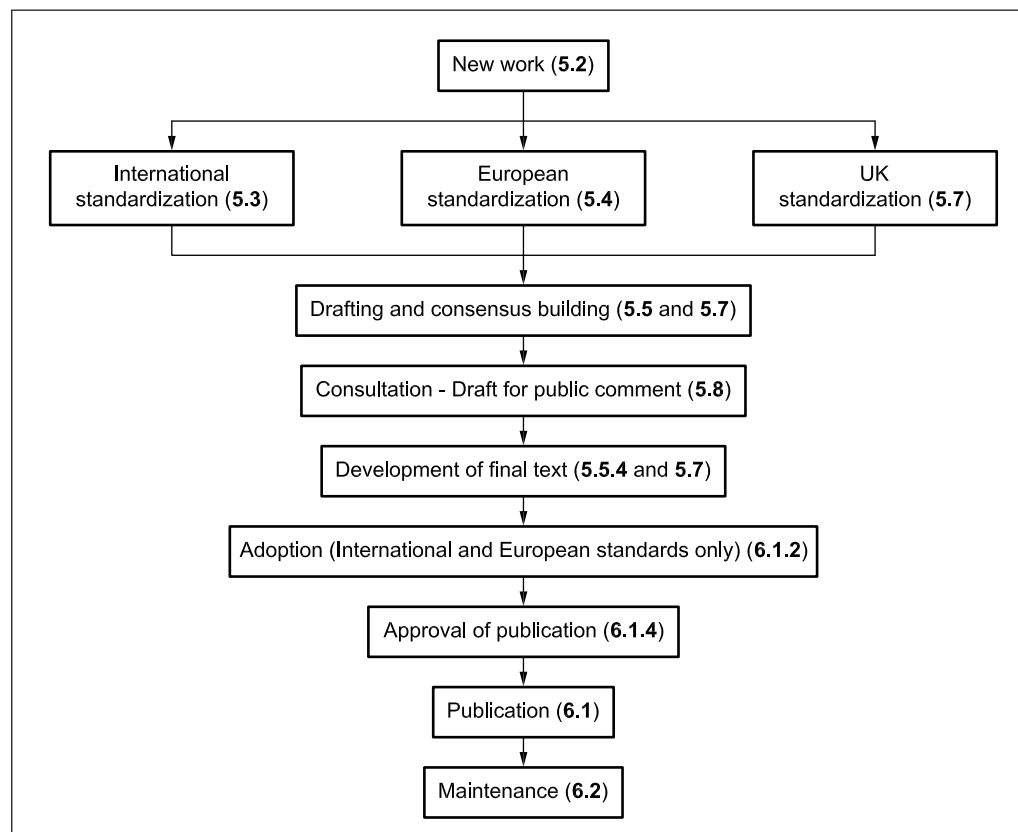 New work (5.2)
International
standardization (5.3)
European
standardization (5.4)
UK
standardization (5.7)
Drafting and consensus building (5.5 and 5.7)
Consultation - Draft for public comment (5.8)
Development of final text (5.5.4 and 5.7)
Adoption (International and European standards only) (6.1.2)
Approval of publication (6.1.4)
Publication (6.1)
Maintenance (6.2)